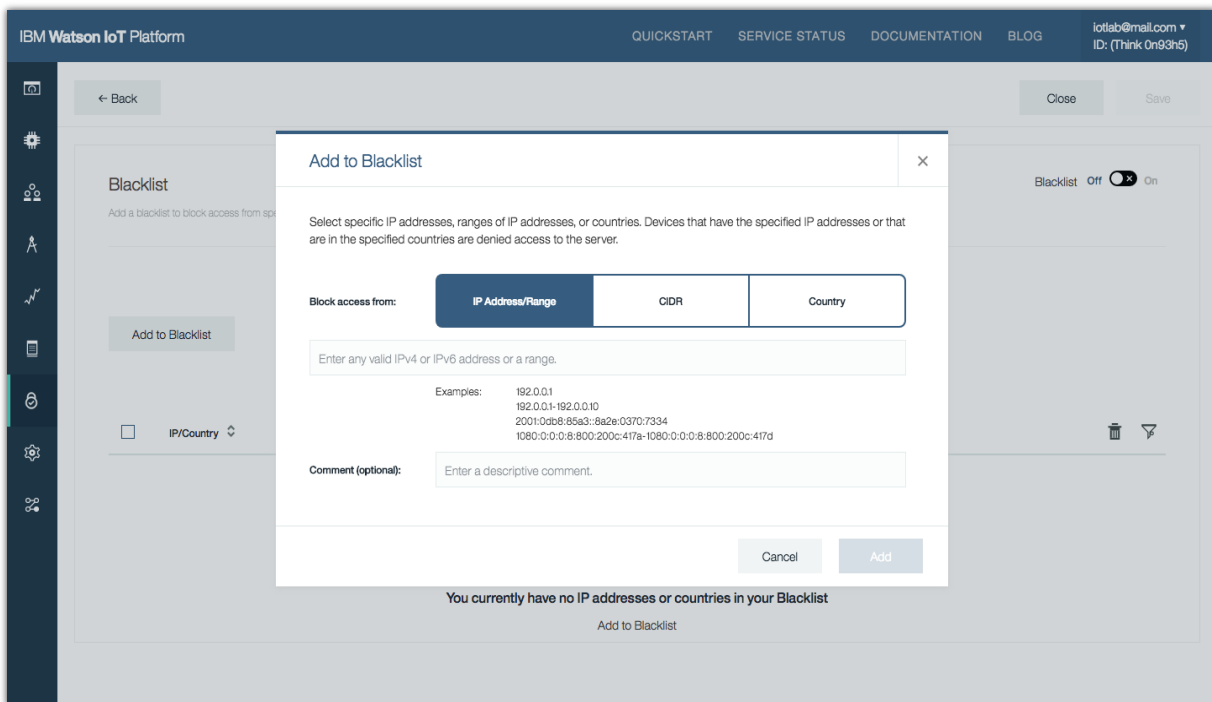 IBM Watson IoT Platform
QUICKSTART
SERVICE STATUS
DOCUMENTATION
BLOG
iotlab@mail.com ▾
ID: (Think 0n93h5)
← Back
Close
Save
Add to Blacklist
×
Blacklist
Add a blacklist to block access from
Blacklist Off On
Select specific IP addresses, ranges of IP addresses, or countries. Devices that have the specified IP addresses or that
are in the specified countries are denied access to the server.
Block access from:
IP Address/Range
CIDR
Country
Add to Blacklist
Enter any valid IPv4 or IPv6 address or a range.
Examples:
192.0.0.1
192.0.0.1-192.0.0.10
2001:0db8:85a3::8a2e:0370:7334
1080:0:0:0:8:800:200c:417a-1080:0:0:0:8:800:200c:417d
IP/Country
Comment (optional):
Enter a descriptive comment.
Cancel
Add
You currently have no IP addresses or countries in your Blacklist
Add to Blacklist